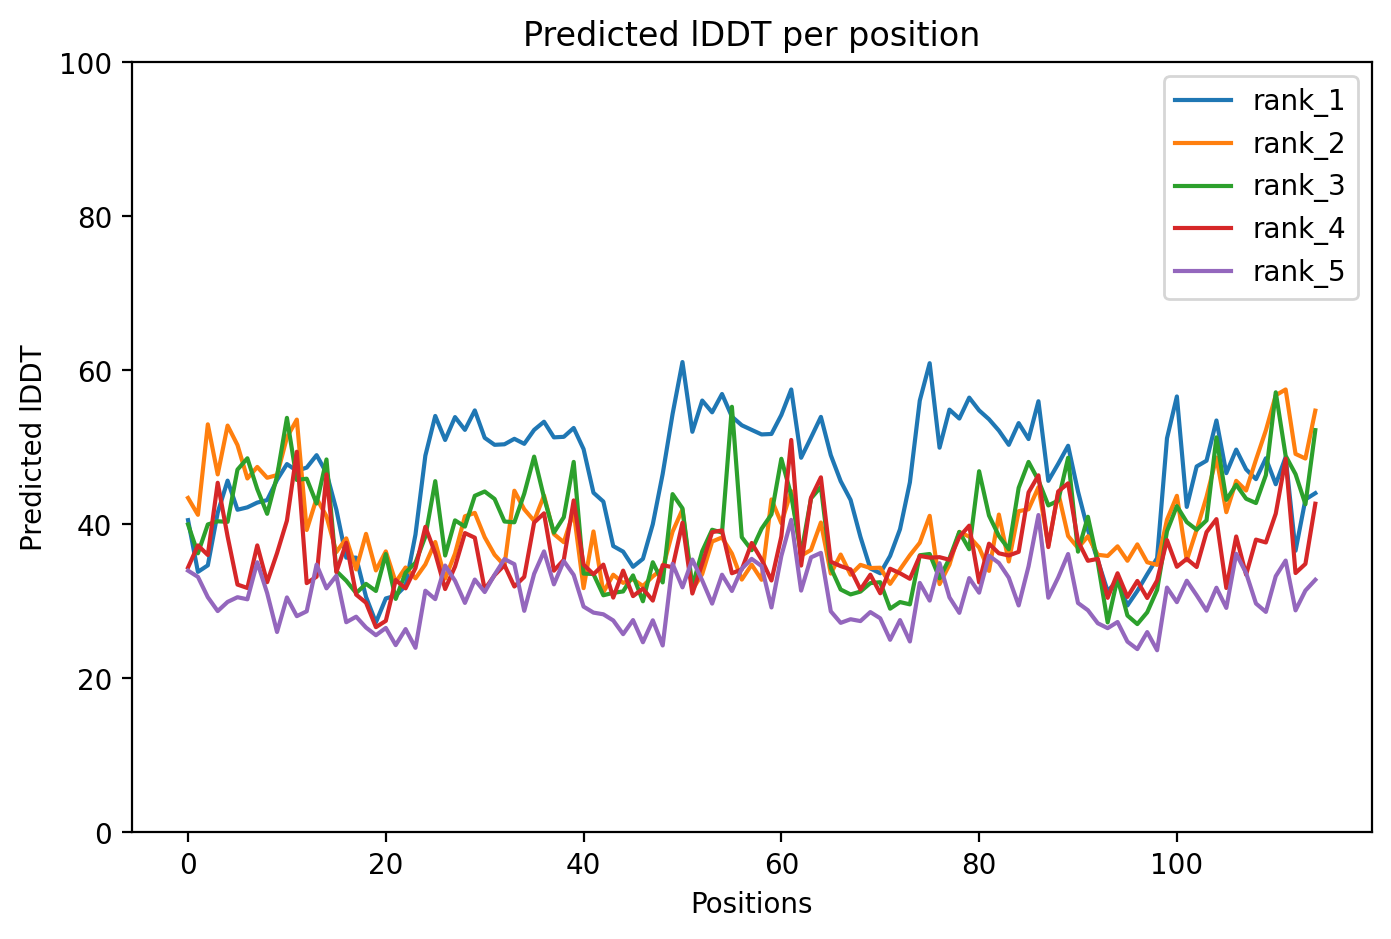 Predicted lDDT per position
100
80
60
40
20
0
Predicted lDDT
0 20 40 60 80 100
Positions
rank_1
rank_2
rank_3
rank_4
rank_5